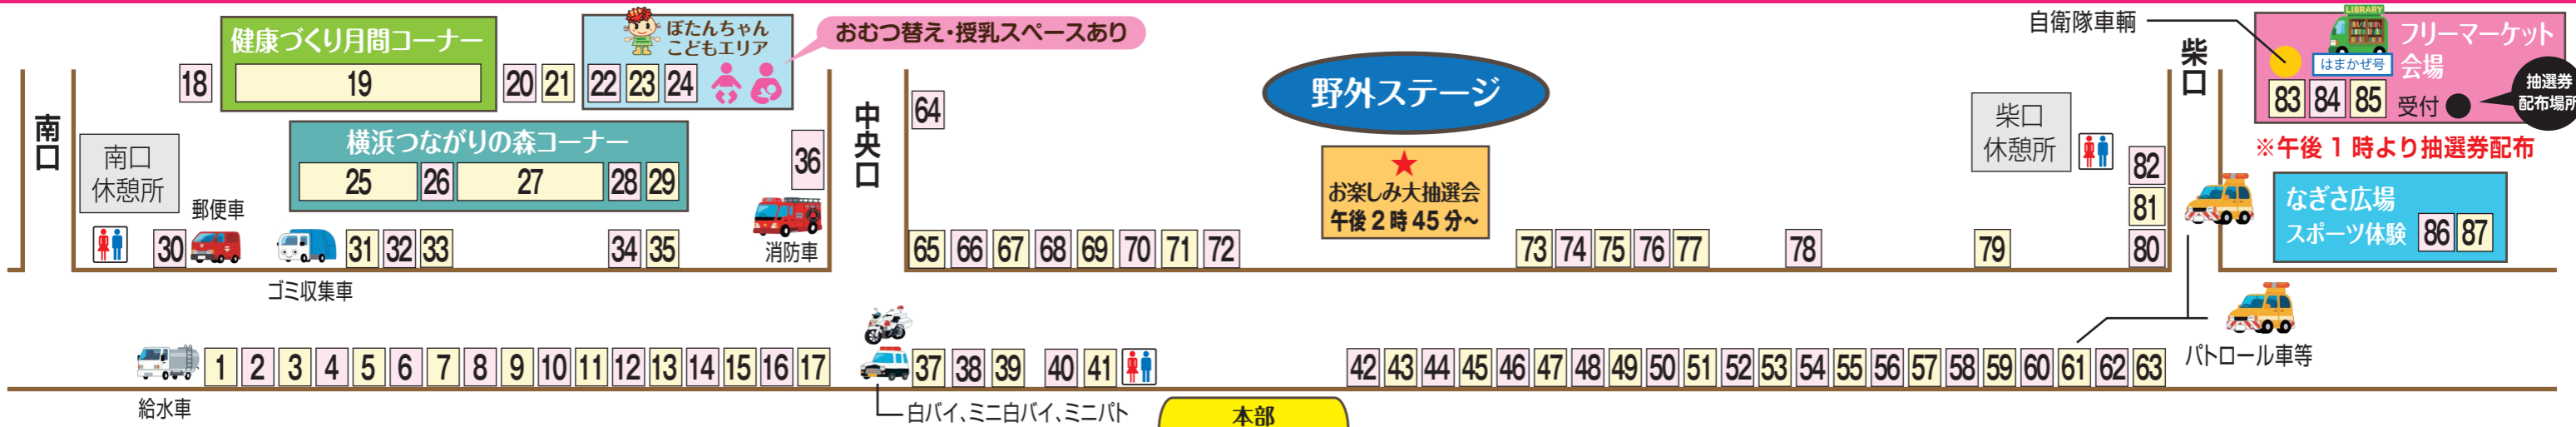 健康づくり月間コーナー
18
19
20
21
ぼたんちゃん
こどもエリア
22
23
24
おむつ替え・授乳スペースあり
南口
南口
休憩所
横浜つながりの森コーナー
25
26
27
28
29
36
郵便車
30
ゴミ収集車
31
32
33
34
35
消防車
中央口
64
野外ステージ
お楽しみ大抽選会
午後2時45分~
65
66
67
68
69
70
71
72
73
74
75
76
77
78
79
80
81
82
柴口
休憩所
柴口
自衛隊車輌
LIBRARY
はまかぜ号
フリーマーケット
会場
83
84
85
受付
抽選券
配布場所
※午後1時より抽選券配布
なぎさ広場
スポーツ体験
86
87
パトロール車等
給水車
1
2
3
4
5
6
7
8
9
10
11
12
13
14
15
16
17
37
38
39
40
41
白バイ、ミニ白バイ、ミニパト
本部
42
43
44
45
46
47
48
49
50
51
52
53
54
55
56
57
58
59
60
61
62
63